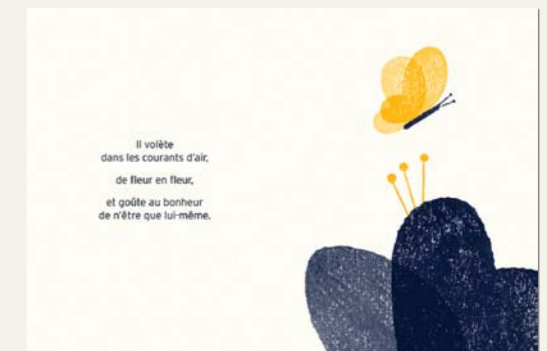 Il volète
dans les courants d'air,
de fleur en fleur,
et goûte au bonheur
de n'être que lui-même.